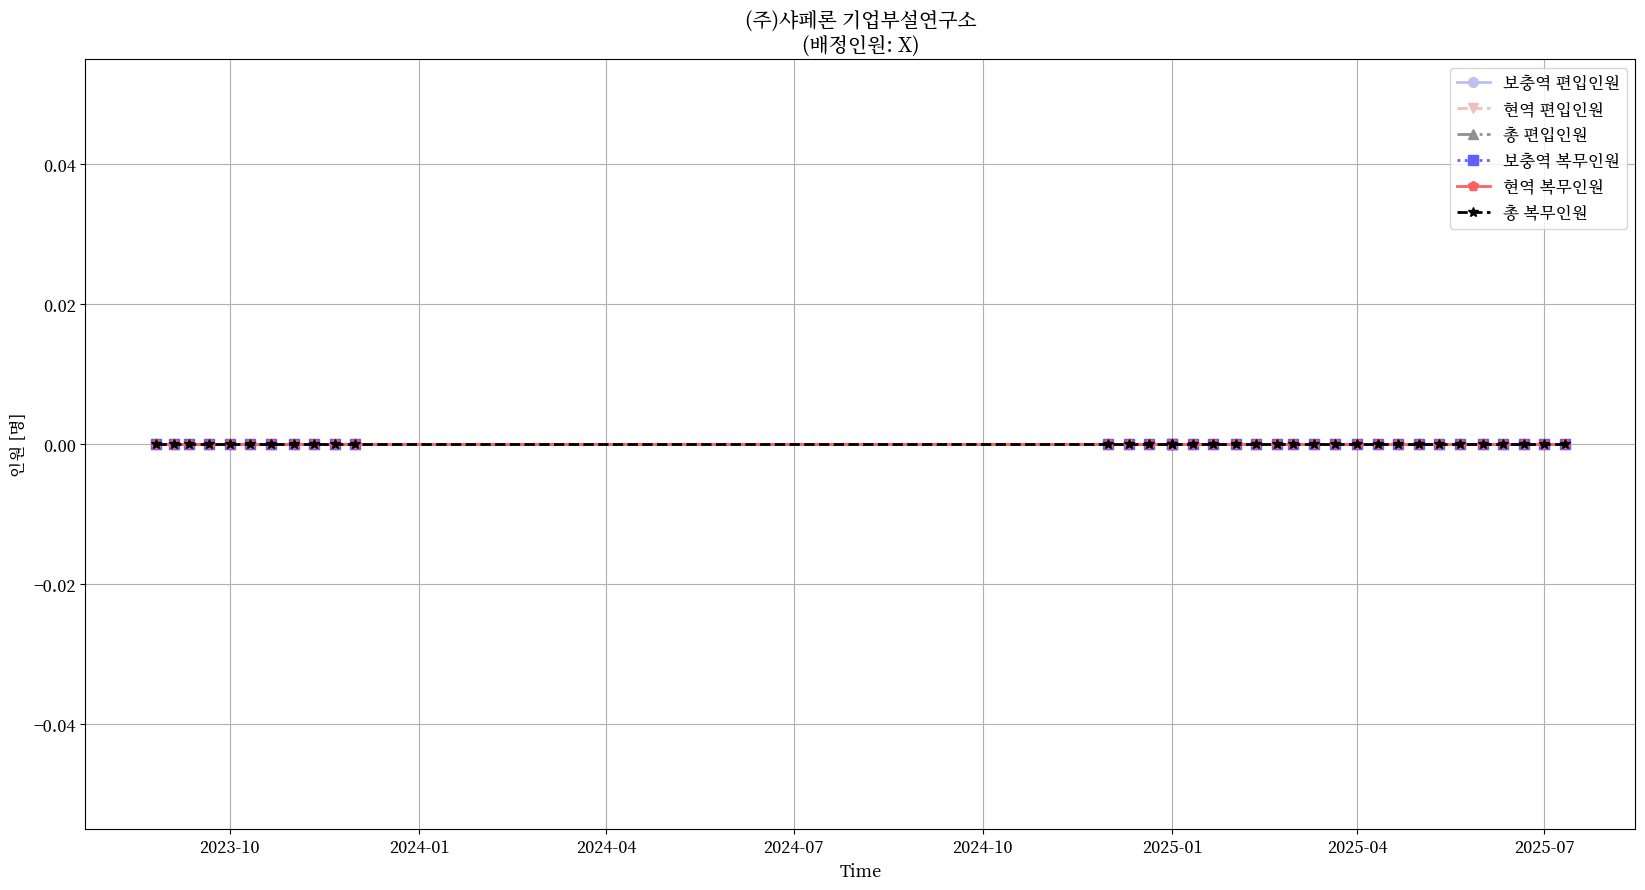 (주)샤페론 기업부설연구소
(배정인원: X)
보충역 편입인원
현역 편입인원
총 편입인원
보충역 복무인원
현역 복무인원
총 복무인원
인원 [명]
0.04
0.02
0.00
−0.02
−0.04
2023-10
2024-01
2024-04
2024-07
2024-10
2025-01
2025-04
2025-07
Time